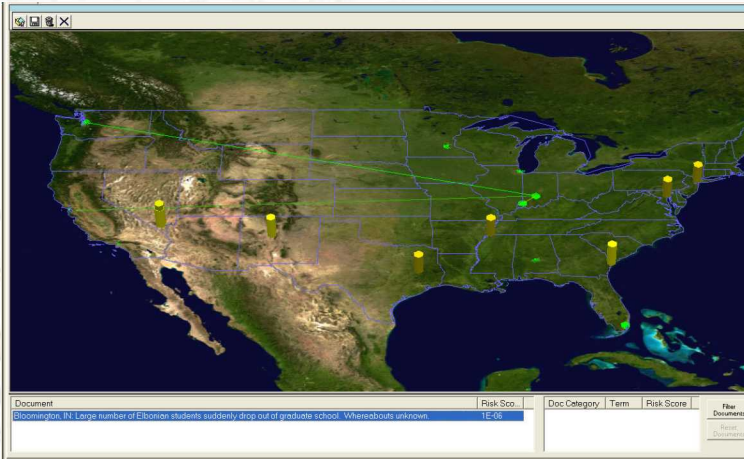 Document
Risk Sco...
Bloomington, IN: Large number of Elbonian students suddenly drop out of graduate school. Whereabouts unknown.
1E-06
Doc Category
Term
Risk Score
Filter
Documents
Reset
Documents